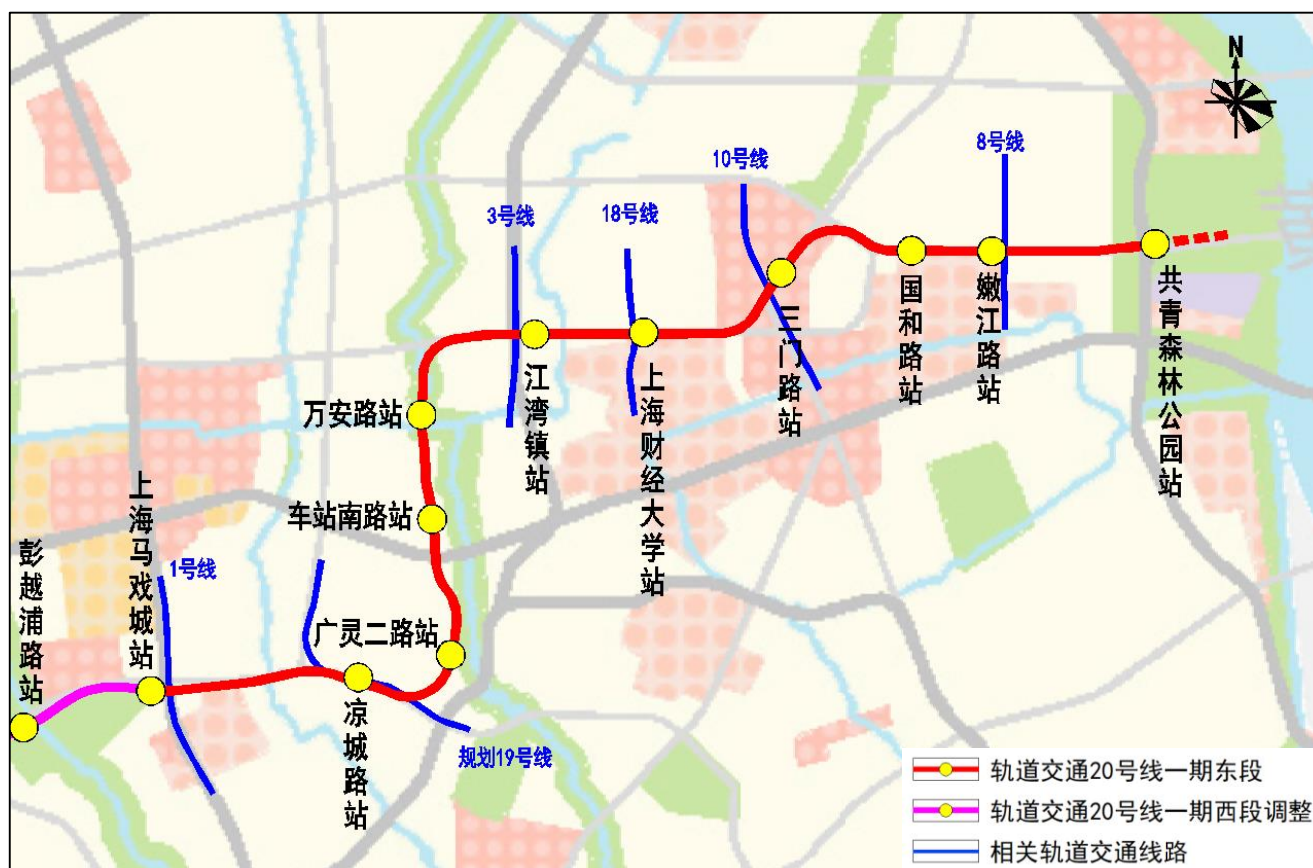 N
8号线
10号线
3号线
18号线
共青森林公园站
国和路站
嫩江路站
三门路站
江湾镇站
上海财经大学站
万安路站
车站南路站
上海马戏城站
彭越浦路站
1号线
广灵二路站
凉城路站
规划19号线
轨道交通20号线一期东段
轨道交通20号线一期西段调整
相关轨道交通线路